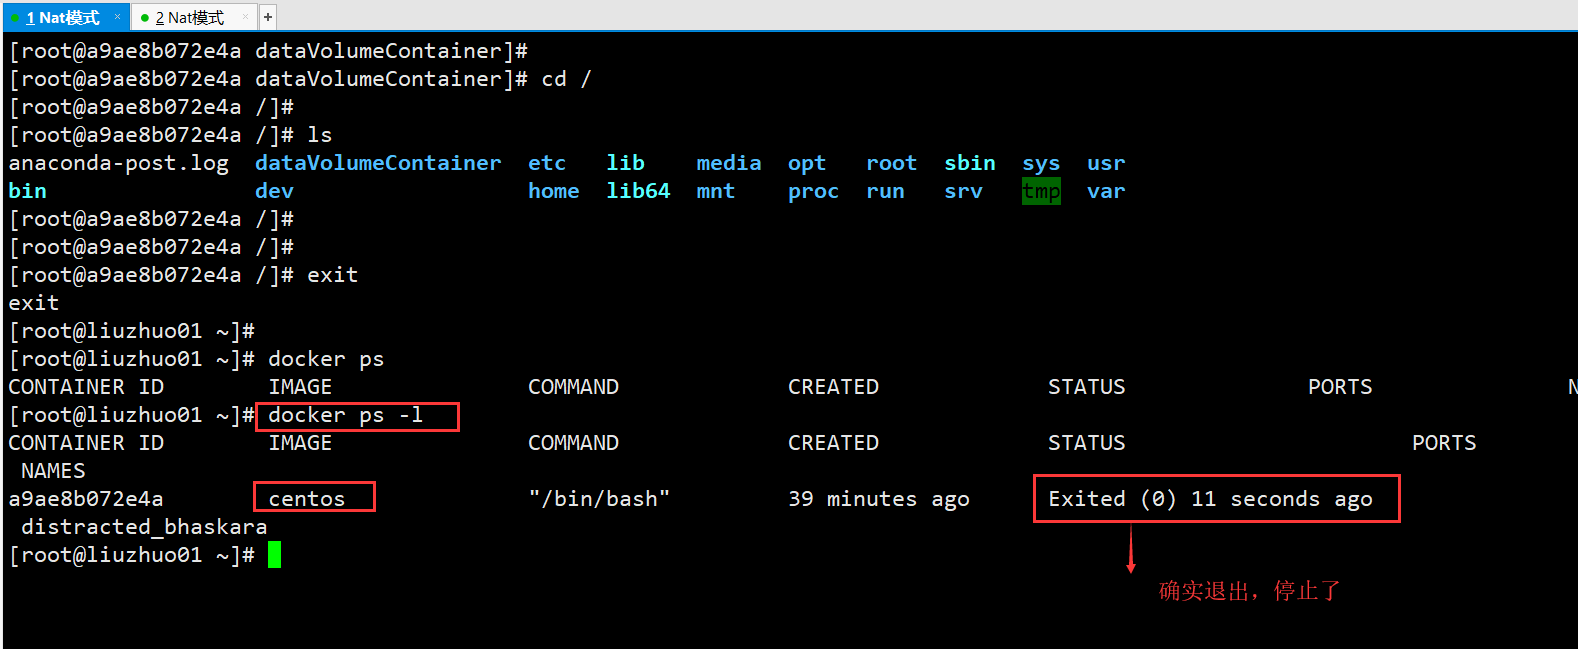 1 Nat模式 × 2 Nat模式 × +
[root@a9ae8b072e4a dataVolumeContainer]#
[root@a9ae8b072e4a dataVolumeContainer]# cd /
[root@a9ae8b072e4a /]#
[root@a9ae8b072e4a /]# ls
anaconda-post.log dataVolumeContainer etc lib media opt root sbin sys usr
bin dev home lib64 mnt proc run srv tmp var
[root@a9ae8b072e4a /]#
[root@a9ae8b072e4a /]#
[root@a9ae8b072e4a /]# exit
exit
[root@liuzhuo01 ~]#
[root@liuzhuo01 ~]# docker ps
CONTAINER ID IMAGE COMMAND CREATED STATUS PORTS N
[root@liuzhuo01 ~]# docker ps -l
CONTAINER ID IMAGE COMMAND CREATED STATUS PORTS
NAMES
a9ae8b072e4a centos "/bin/bash" 39 minutes ago Exited (0) 11 seconds ago
distracted_bhaskara
[root@liuzhuo01 ~]#
确实退出，停止了